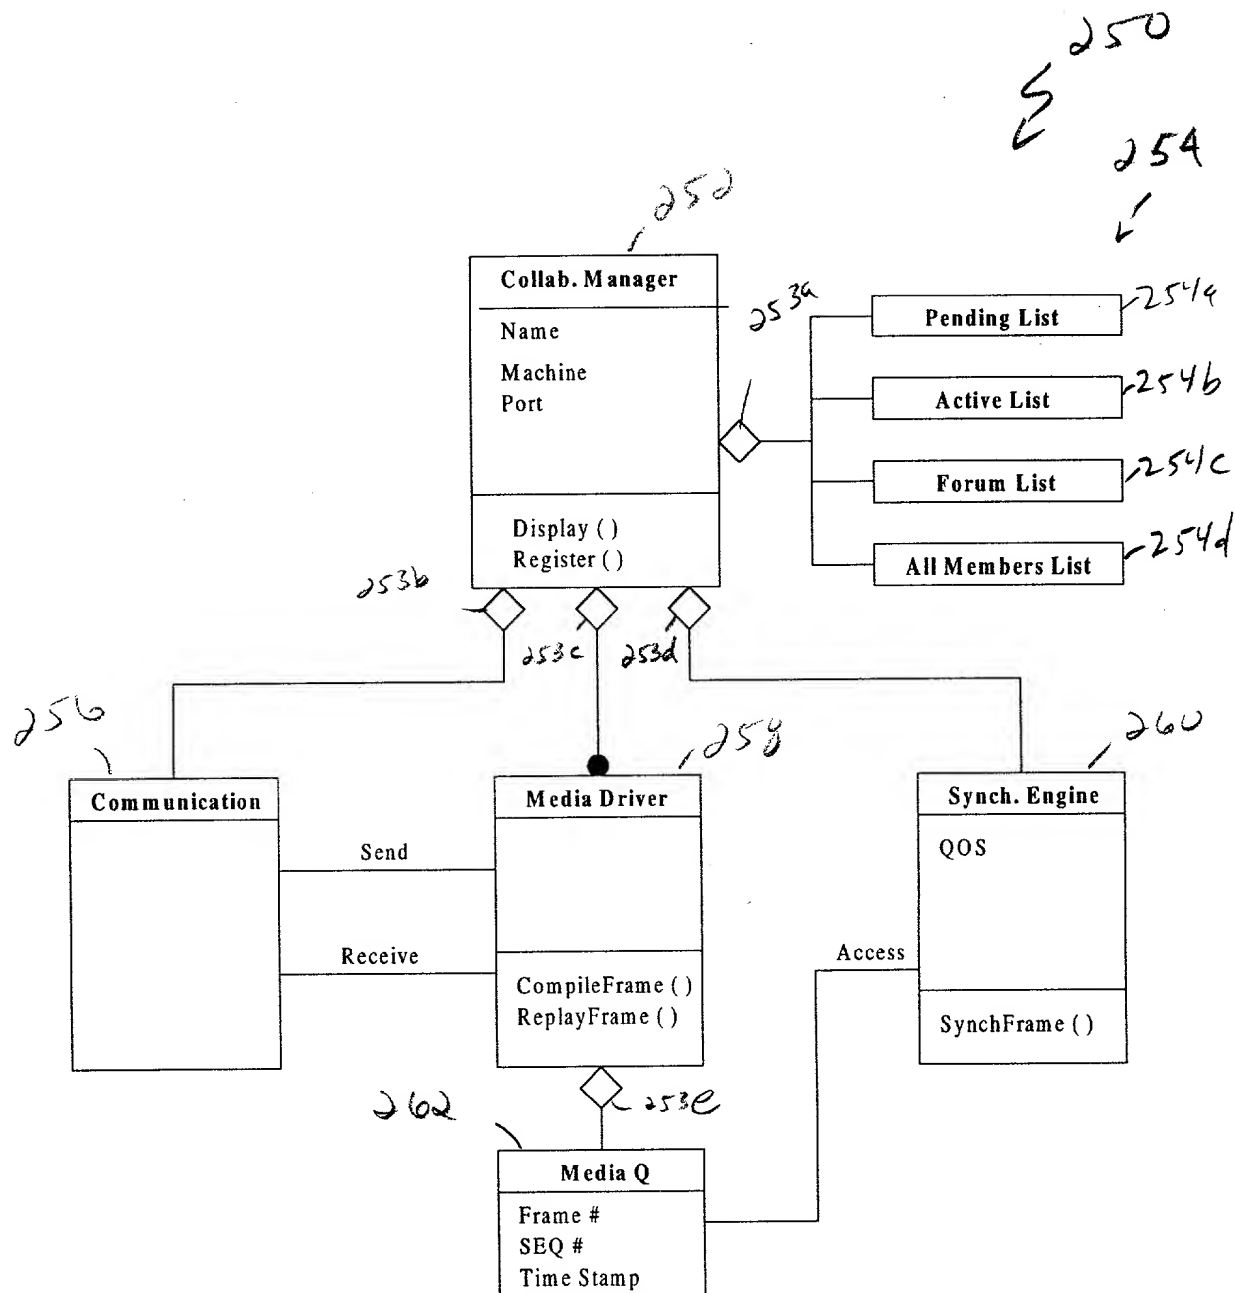 250
254
252
Collab. Manager
253a
Pending List
254a
Name
Machine
Port
Active List
254b
Forum List
254c
Display ( )
Register ( )
All Members List
254d
253b
253c
253d
256
258
260
Communication
Media Driver
Synch. Engine
QOS
Send
Receive
Access
CompileFrame ( )
ReplayFrame ( )
SynchFrame ( )
262
253e
Media Q
Frame #
SEQ #
Time Stamp